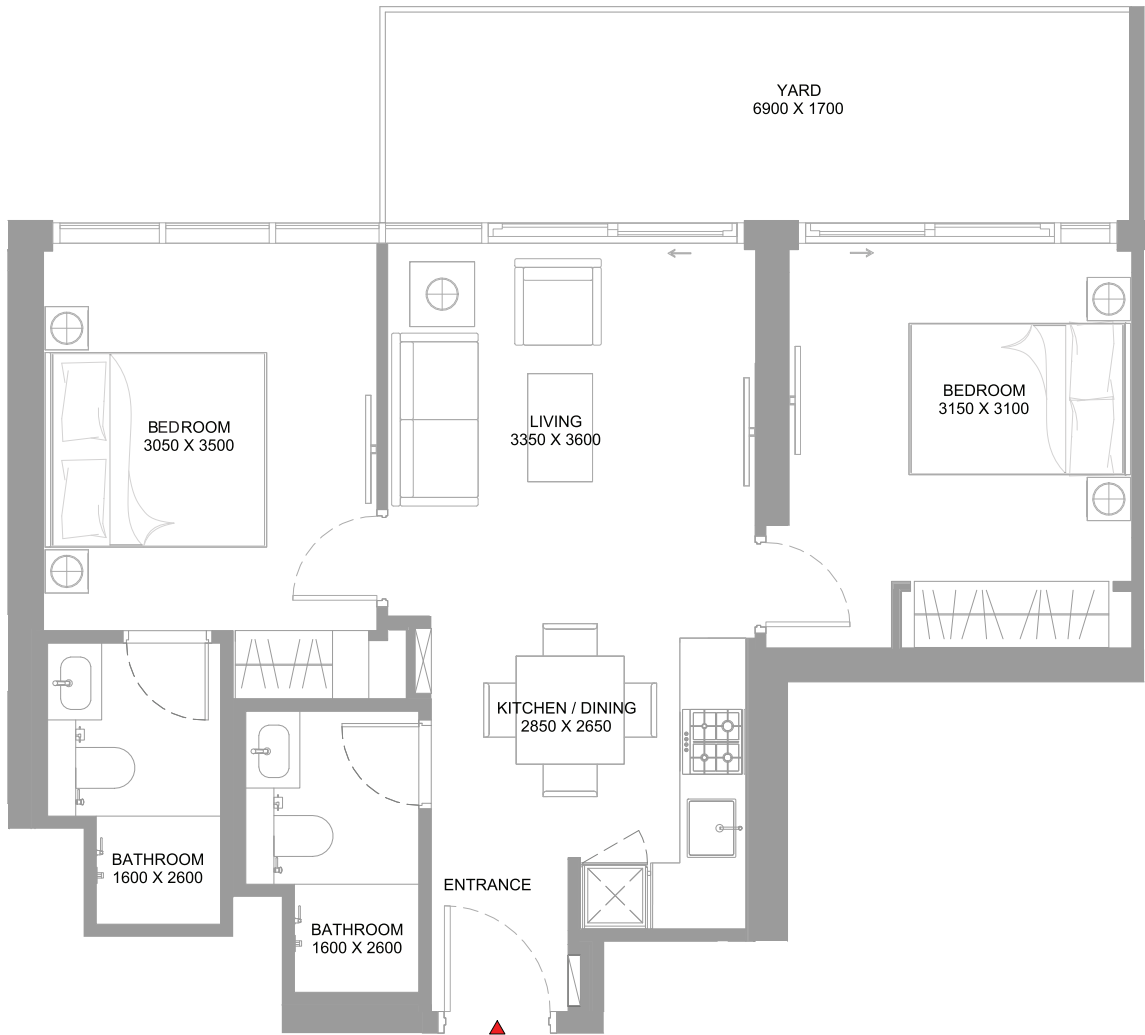 YARD
6900 X 1700
BEDROOM
3150 X 3100
BEDROOM
3050 X 3500
LIVING
3350 X 3600
KITCHEN / DINING
2850 X 2650
BATHROOM
1600 X 2600
ENTRANCE
BATHROOM
1600 X 2600